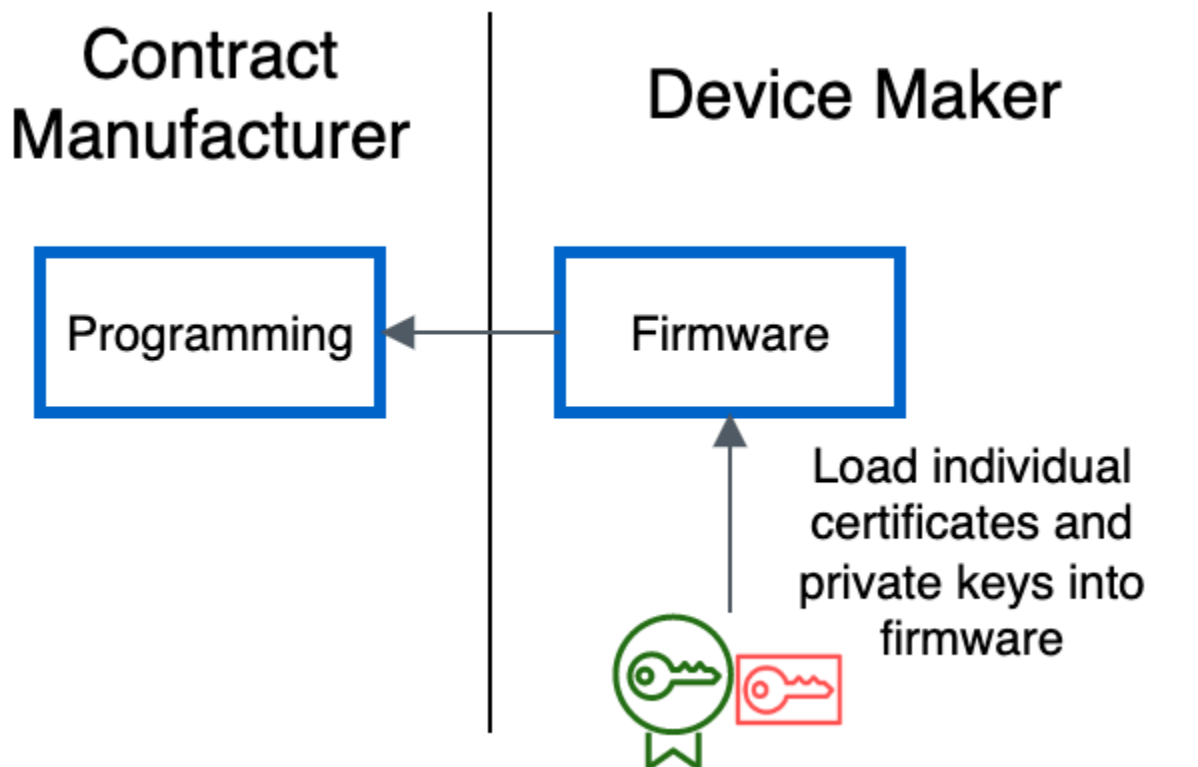 Contract
Manufacturer
Device Maker
Programming
Firmware
Load individual
certificates and
private keys into
firmware